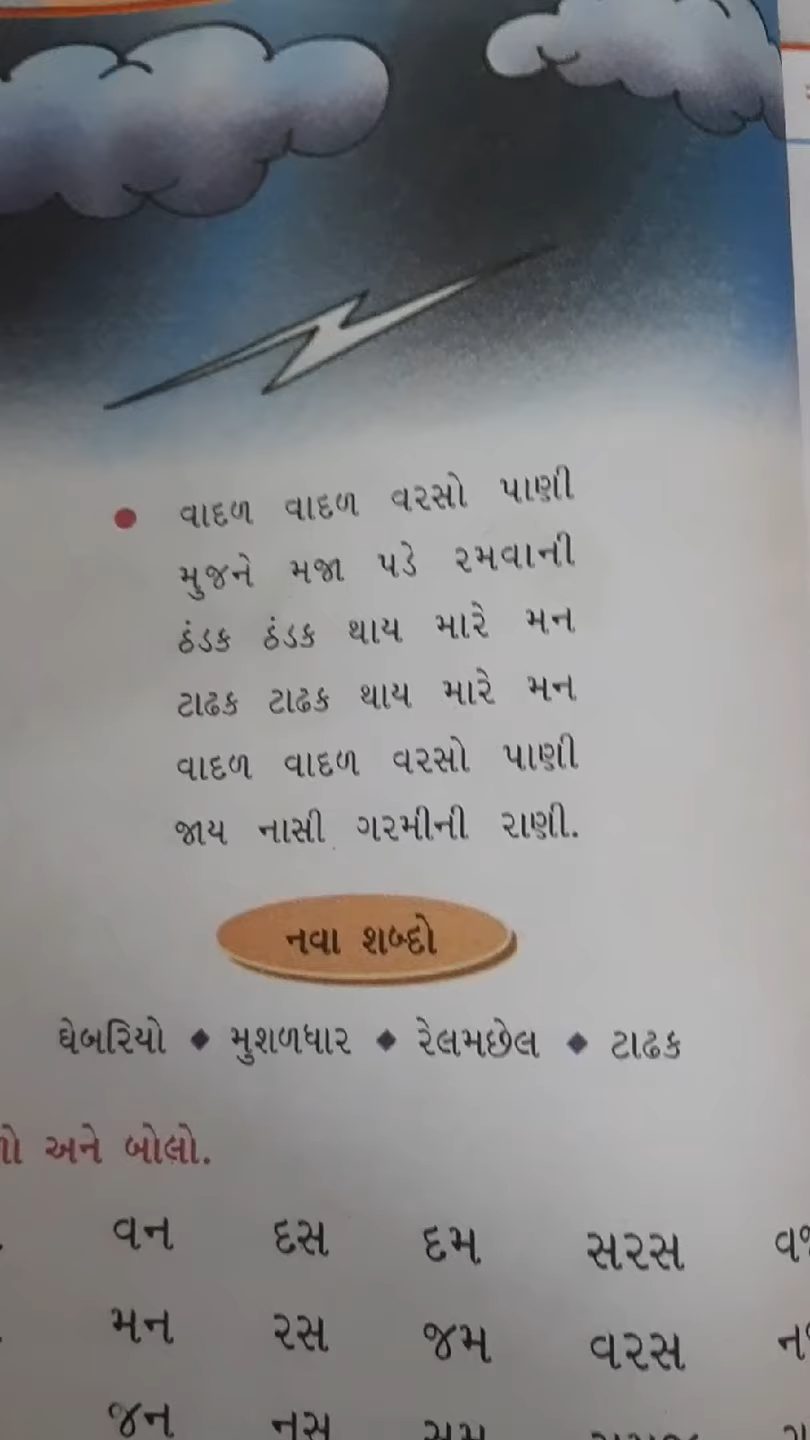 વાદળ વાદળ વરસો પાણી
મુજને મજા પડે રમવાની
ઠંડક ઠંડક થાય મારે મન
ટાઢક ટાઢક થાય મારે મન
વાદળ વાદળ વરસો પાણી
જાય નાસી ગરમીની રાણી.
નવા શબ્દો
ઘેબરિયો ◆ મુશળધાર ◆ રેલમછેલ ◆ ટાઢક
અને બોલો.
વન દસ દમ સરસ
મન રસ જમ વરસ
જન નસ